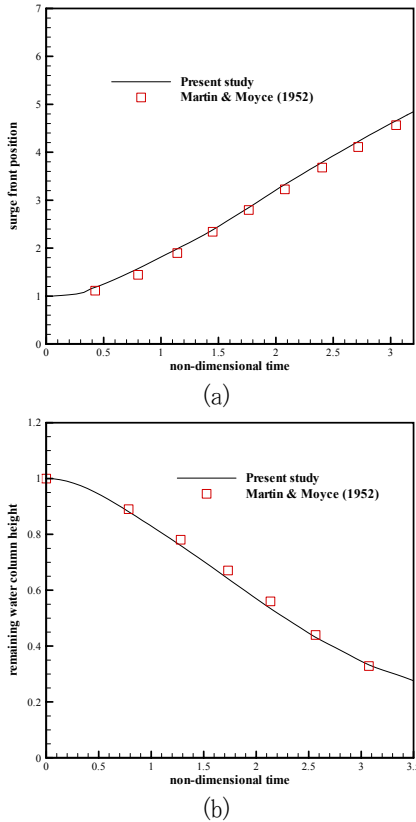 7
6
5
4
3
2
1
0
surge front position
Present study
Martin & Moyce (1952)
0 0.5 1 1.5 2 2.5 3
non-dimensional time
(a)
1.2
1
0.8
0.6
0.4
0.2
0
remaining water column height
Present study
Martin & Moyce (1952)
0 0.5 1 1.5 2 2.5 3 3.5
non-dimensional time
(b)